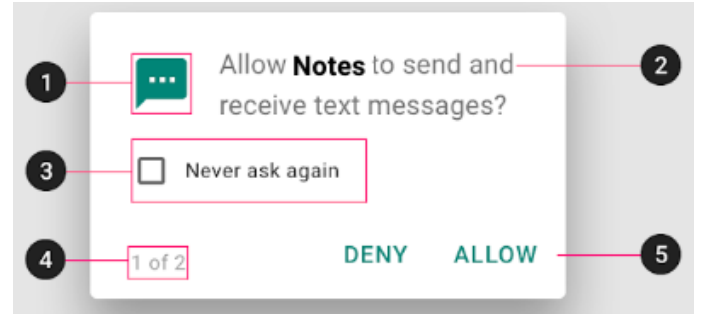 1
Allow Notes to send and
2
receive text messages?
3
Never ask again
4
1 of 2
DENY
ALLOW
5